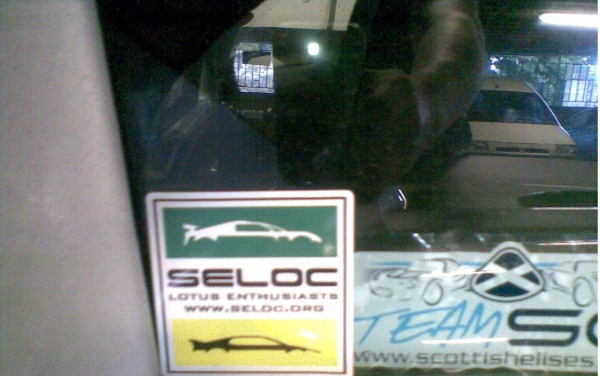 SELOC
LOTUS ENTHUSIASTS
WWW.SELOC.ORG
TEAM
www.scottishelises